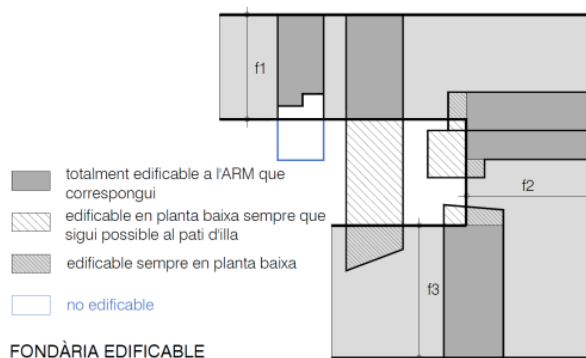 f1
f2
totalment edificable a l'ARM que
correspongui
edificable en planta baixa sempre que
sigui possible al pati d'illa
edificable sempre en planta baixa
f3
no edificable
FONDÀRIA EDIFICABLE